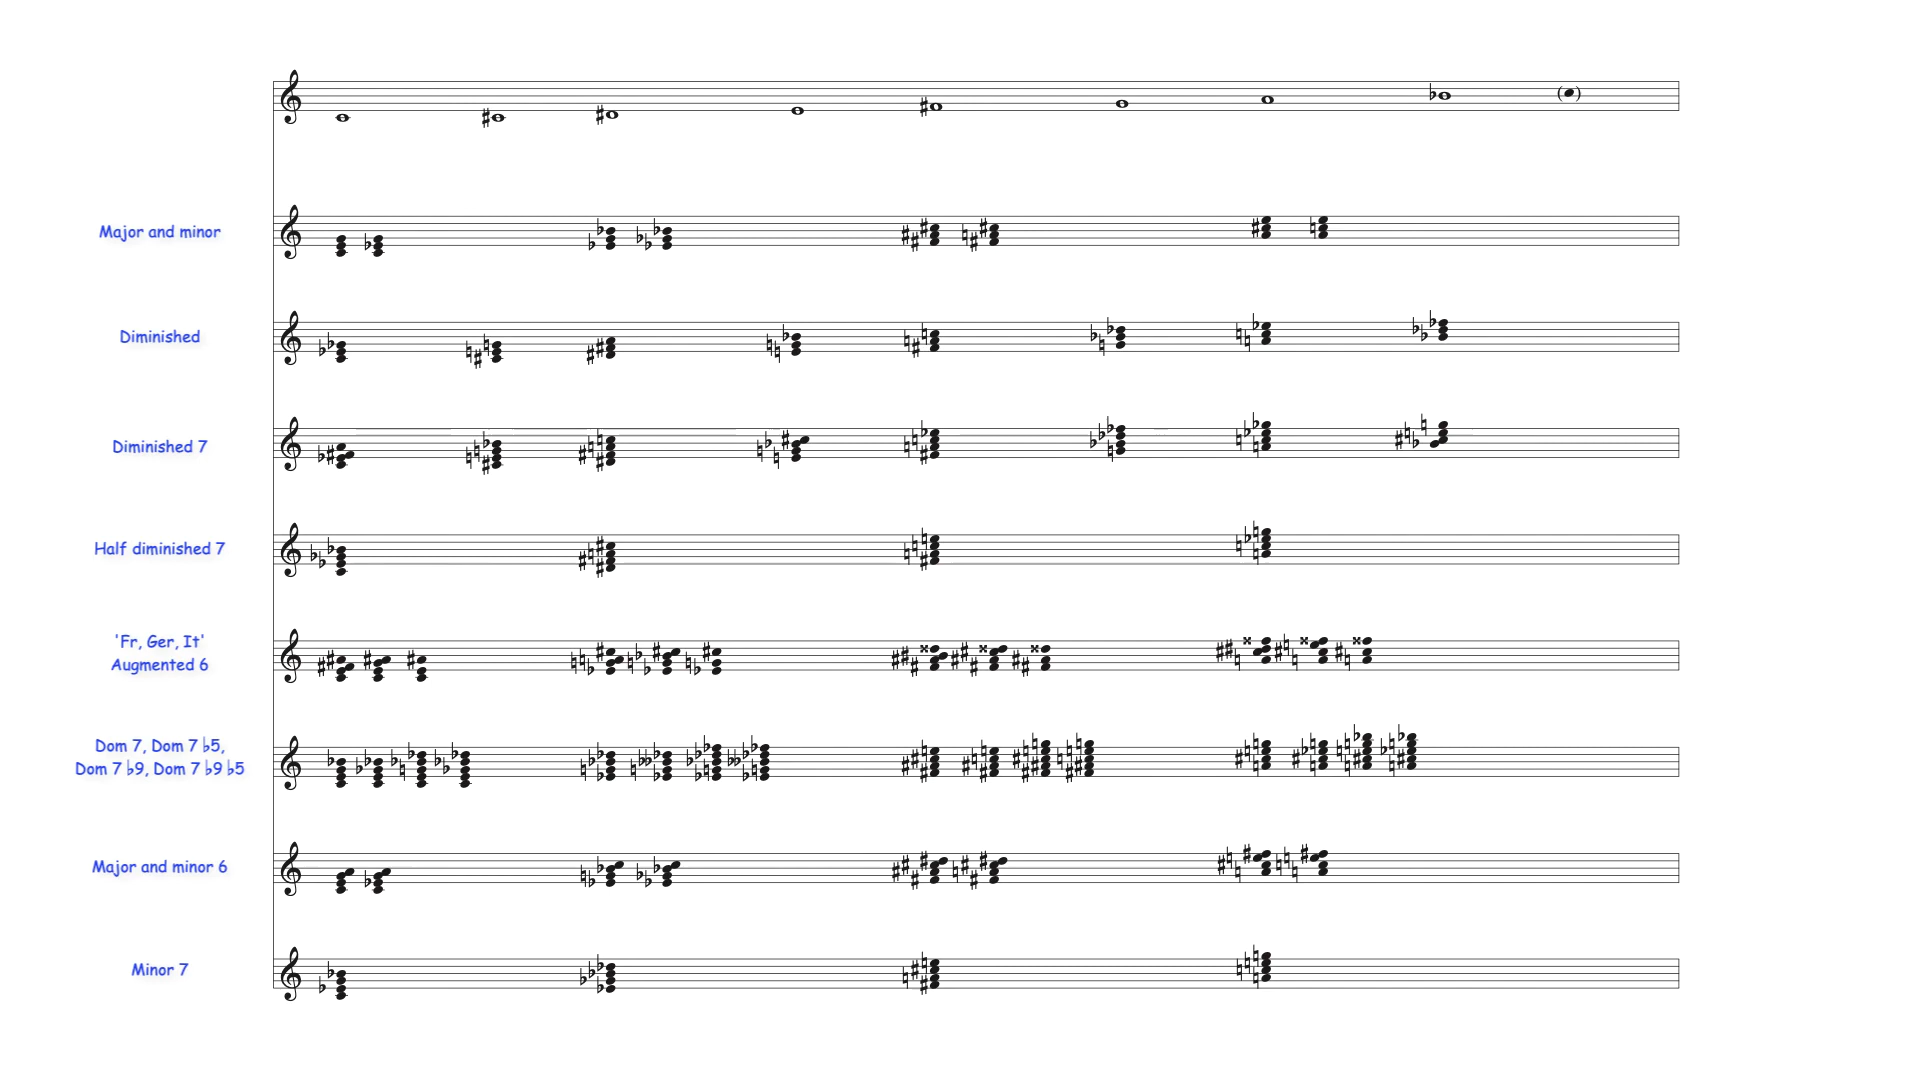 Major and minor
Diminished
Diminished 7
Half diminished 7
'Fr, Ger, It'
Augmented 6
Dom 7, Dom 7 ♭5,
Dom 7 ♭9, Dom 7 ♭9 ♭5
Major and minor 6
Minor 7